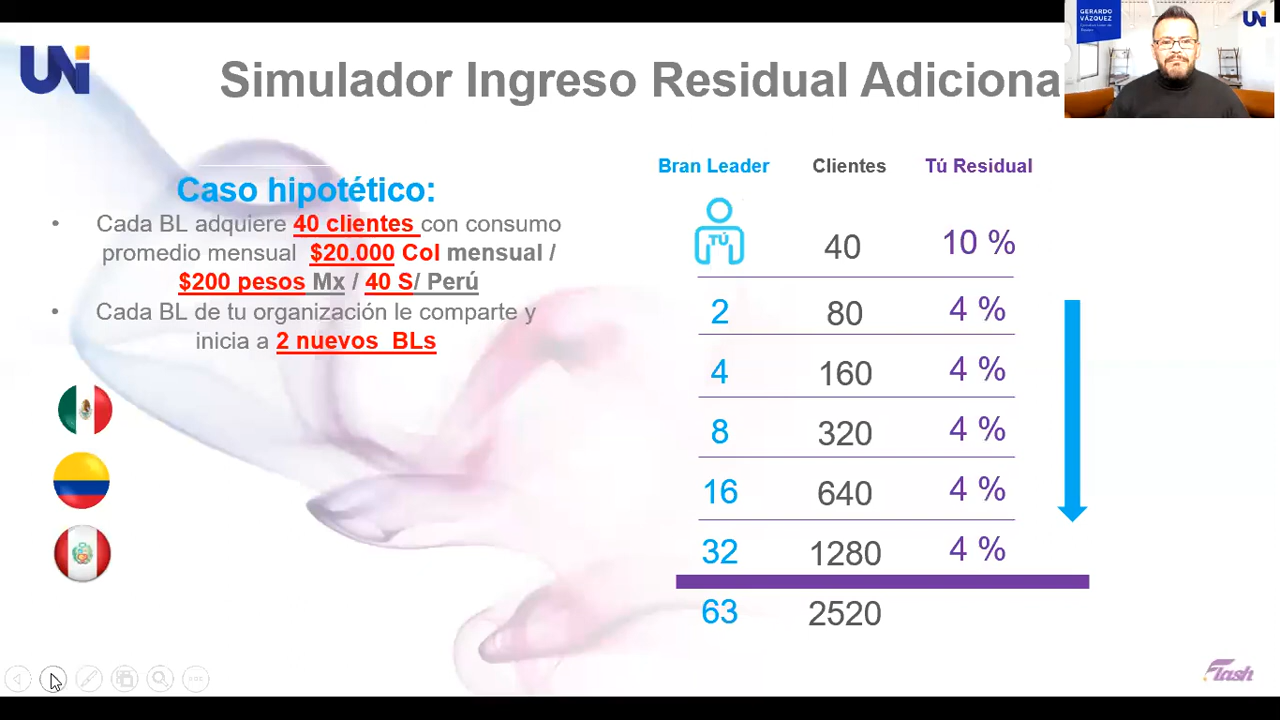 GERARDO
VÁZQUEZ
UNi
UNi
Simulador Ingreso Residual Adiciona
Caso hipotético:
• Cada BL adquiere 40 clientes con consumo
promedio mensual $20.000 Col mensual /
$200 pesos Mx / 40 S/ Perú
• Cada BL de tu organización le comparte y
inicia a 2 nuevos BLs
Bran Leader Clientes Tú Residual
TÚ 40 10 %
2 80 4 %
4 160 4 %
8 320 4 %
16 640 4 %
32 1280 4 %
63 2520
Flash